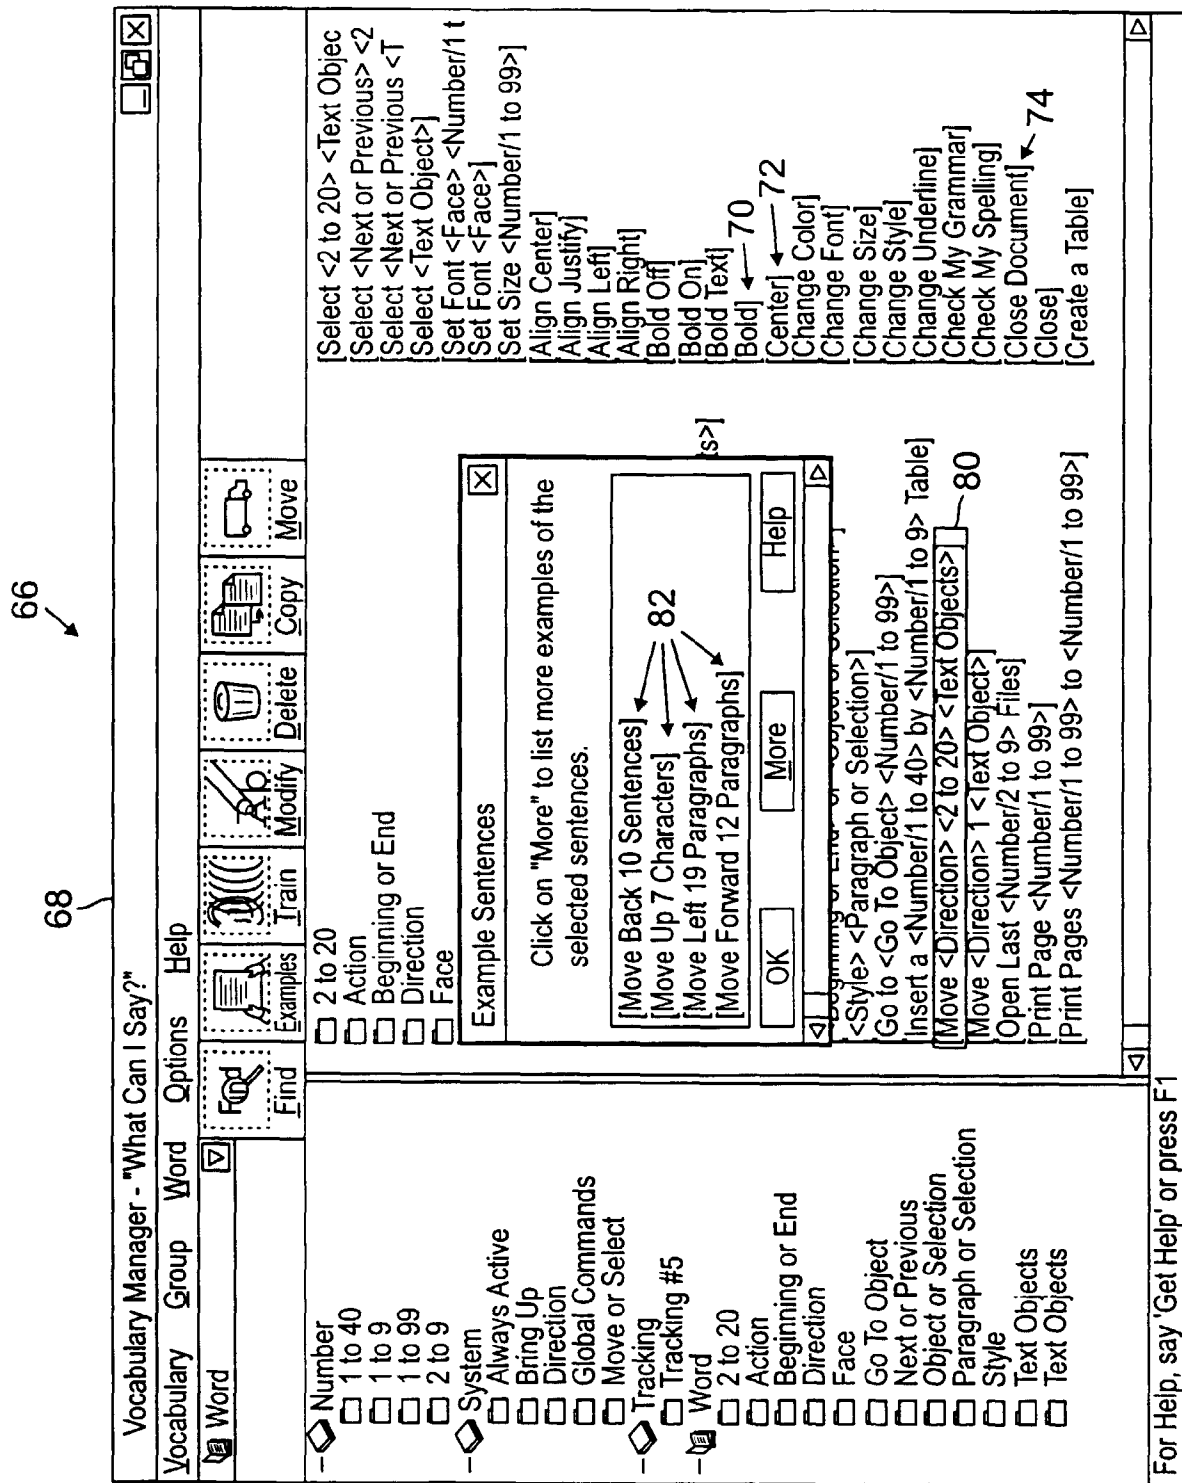 66
68
Vocabulary Manager - "What Can I Say?"
Vocabulary Group Word Options Help
Word
Find
Find
Examples
Train
Modify
Delete
Copy
Move
Number
1 to 40
1 to 9
1 to 99
2 to 9
System
Always Active
Bring Up
Direction
Global Commands
Move or Select
Tracking
Tracking #5
Word
2 to 20
Action
Beginning or End
Direction
Face
Go To Object
Next or Previous
Object or Selection
Paragraph or Selection
Style
Text Objects
Text Objects
2 to 20
Action
Beginning or End
Direction
Face
Example Sentences
Click on "More" to list more examples of the
selected sentences.
[Move Back 10 Sentences]
[Move Up 7 Characters]
[Move Left 19 Paragraphs]
[Move Forward 12 Paragraphs]
82
OK
More
Help
ts>]
<Style> <Paragraph or Selection>]
[Go to <Go To Object> <Number/1 to 99>]
[Insert a <Number/1 to 40> by <Number/1 to 9> Table]
[Move <Direction> <2 to 20> <Text Objects>]
80
[Move <Direction> 1 <Text Object>]
[Open Last <Number/2 to 9> Files]
[Print Page <Number/1 to 99>]
[Print Pages <Number/1 to 99> to <Number/1 to 99>]
[Select <2 to 20> <Text Objec
[Select <Next or Previous> <2
[Select <Next or Previous <T
[Select <Text Object>]
[Set Font <Face> <Number/1 t
[Set Font <Face>]
[Set Size <Number/1 to 99>]
[Align Center]
[Align Justify]
[Align Left]
[Align Right]
[Bold Off]
[Bold On]
[Bold Text]
[Bold]
70
[Center]
72
[Change Color]
[Change Font]
[Change Size]
[Change Style]
[Change Underline]
[Check My Grammar]
[Check My Spelling]
[Close Document]
74
[Close]
[Create a Table]
For Help, say 'Get Help' or press F1